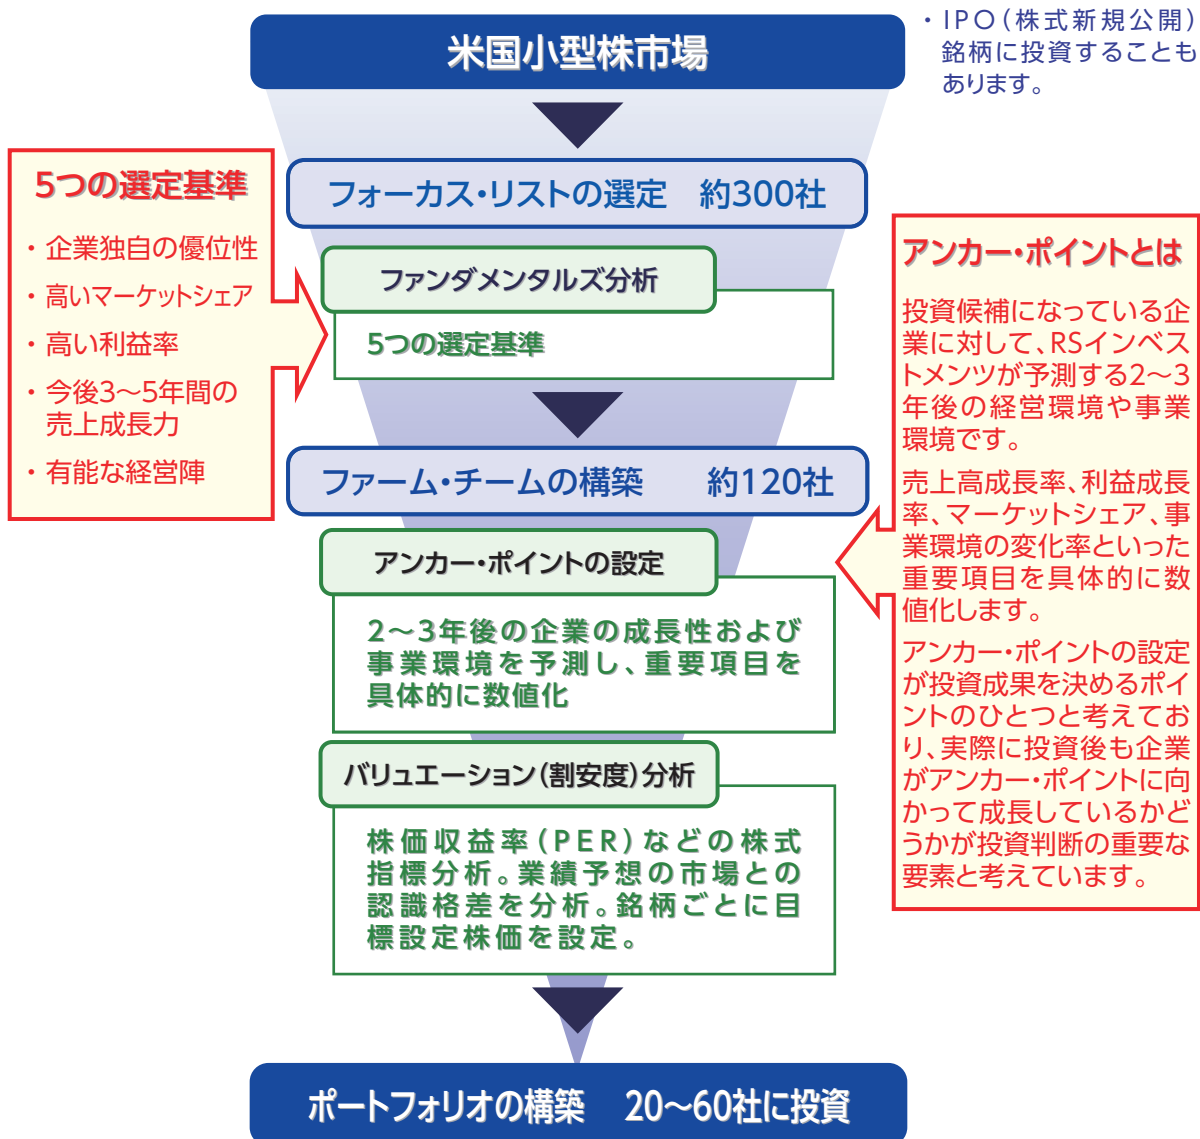 米国小型株市場
・IPO(株式新規公開)
銘柄に投資することも
あります。
フォーカス・リストの選定　約300社
5つの選定基準
・企業独自の優位性
・高いマーケットシェア
・高い利益率
・今後3～5年間の
売上成長力
・有能な経営陣
ファンダメンタルズ分析
5つの選定基準
ファーム・チームの構築　約120社
アンカー・ポイントとは
投資候補になっている企
業に対して、RSインベス
トメンツが予測する2～3
年後の経営環境や事業
環境です。
売上高成長率、利益成長
率、マーケットシェア、事
業環境の変化率といった
重要項目を具体的に数
値化します。
アンカー・ポイントの設定
が投資成果を決めるポイ
ントのひとつと考えてお
り、実際に投資後も企業
がアンカー・ポイントに向
かって成長しているかど
うかが投資判断の重要な
要素と考えています。
アンカー・ポイントの設定
2～3年後の企業の成長性および
事業環境を予測し、重要項目を
具体的に数値化
バリュエーション(割安度)分析
株価収益率(PER)などの株式
指標分析。業績予想の市場との
認識格差を分析。銘柄ごとに目
標設定株価を設定。
ポートフォリオの構築　20～60社に投資